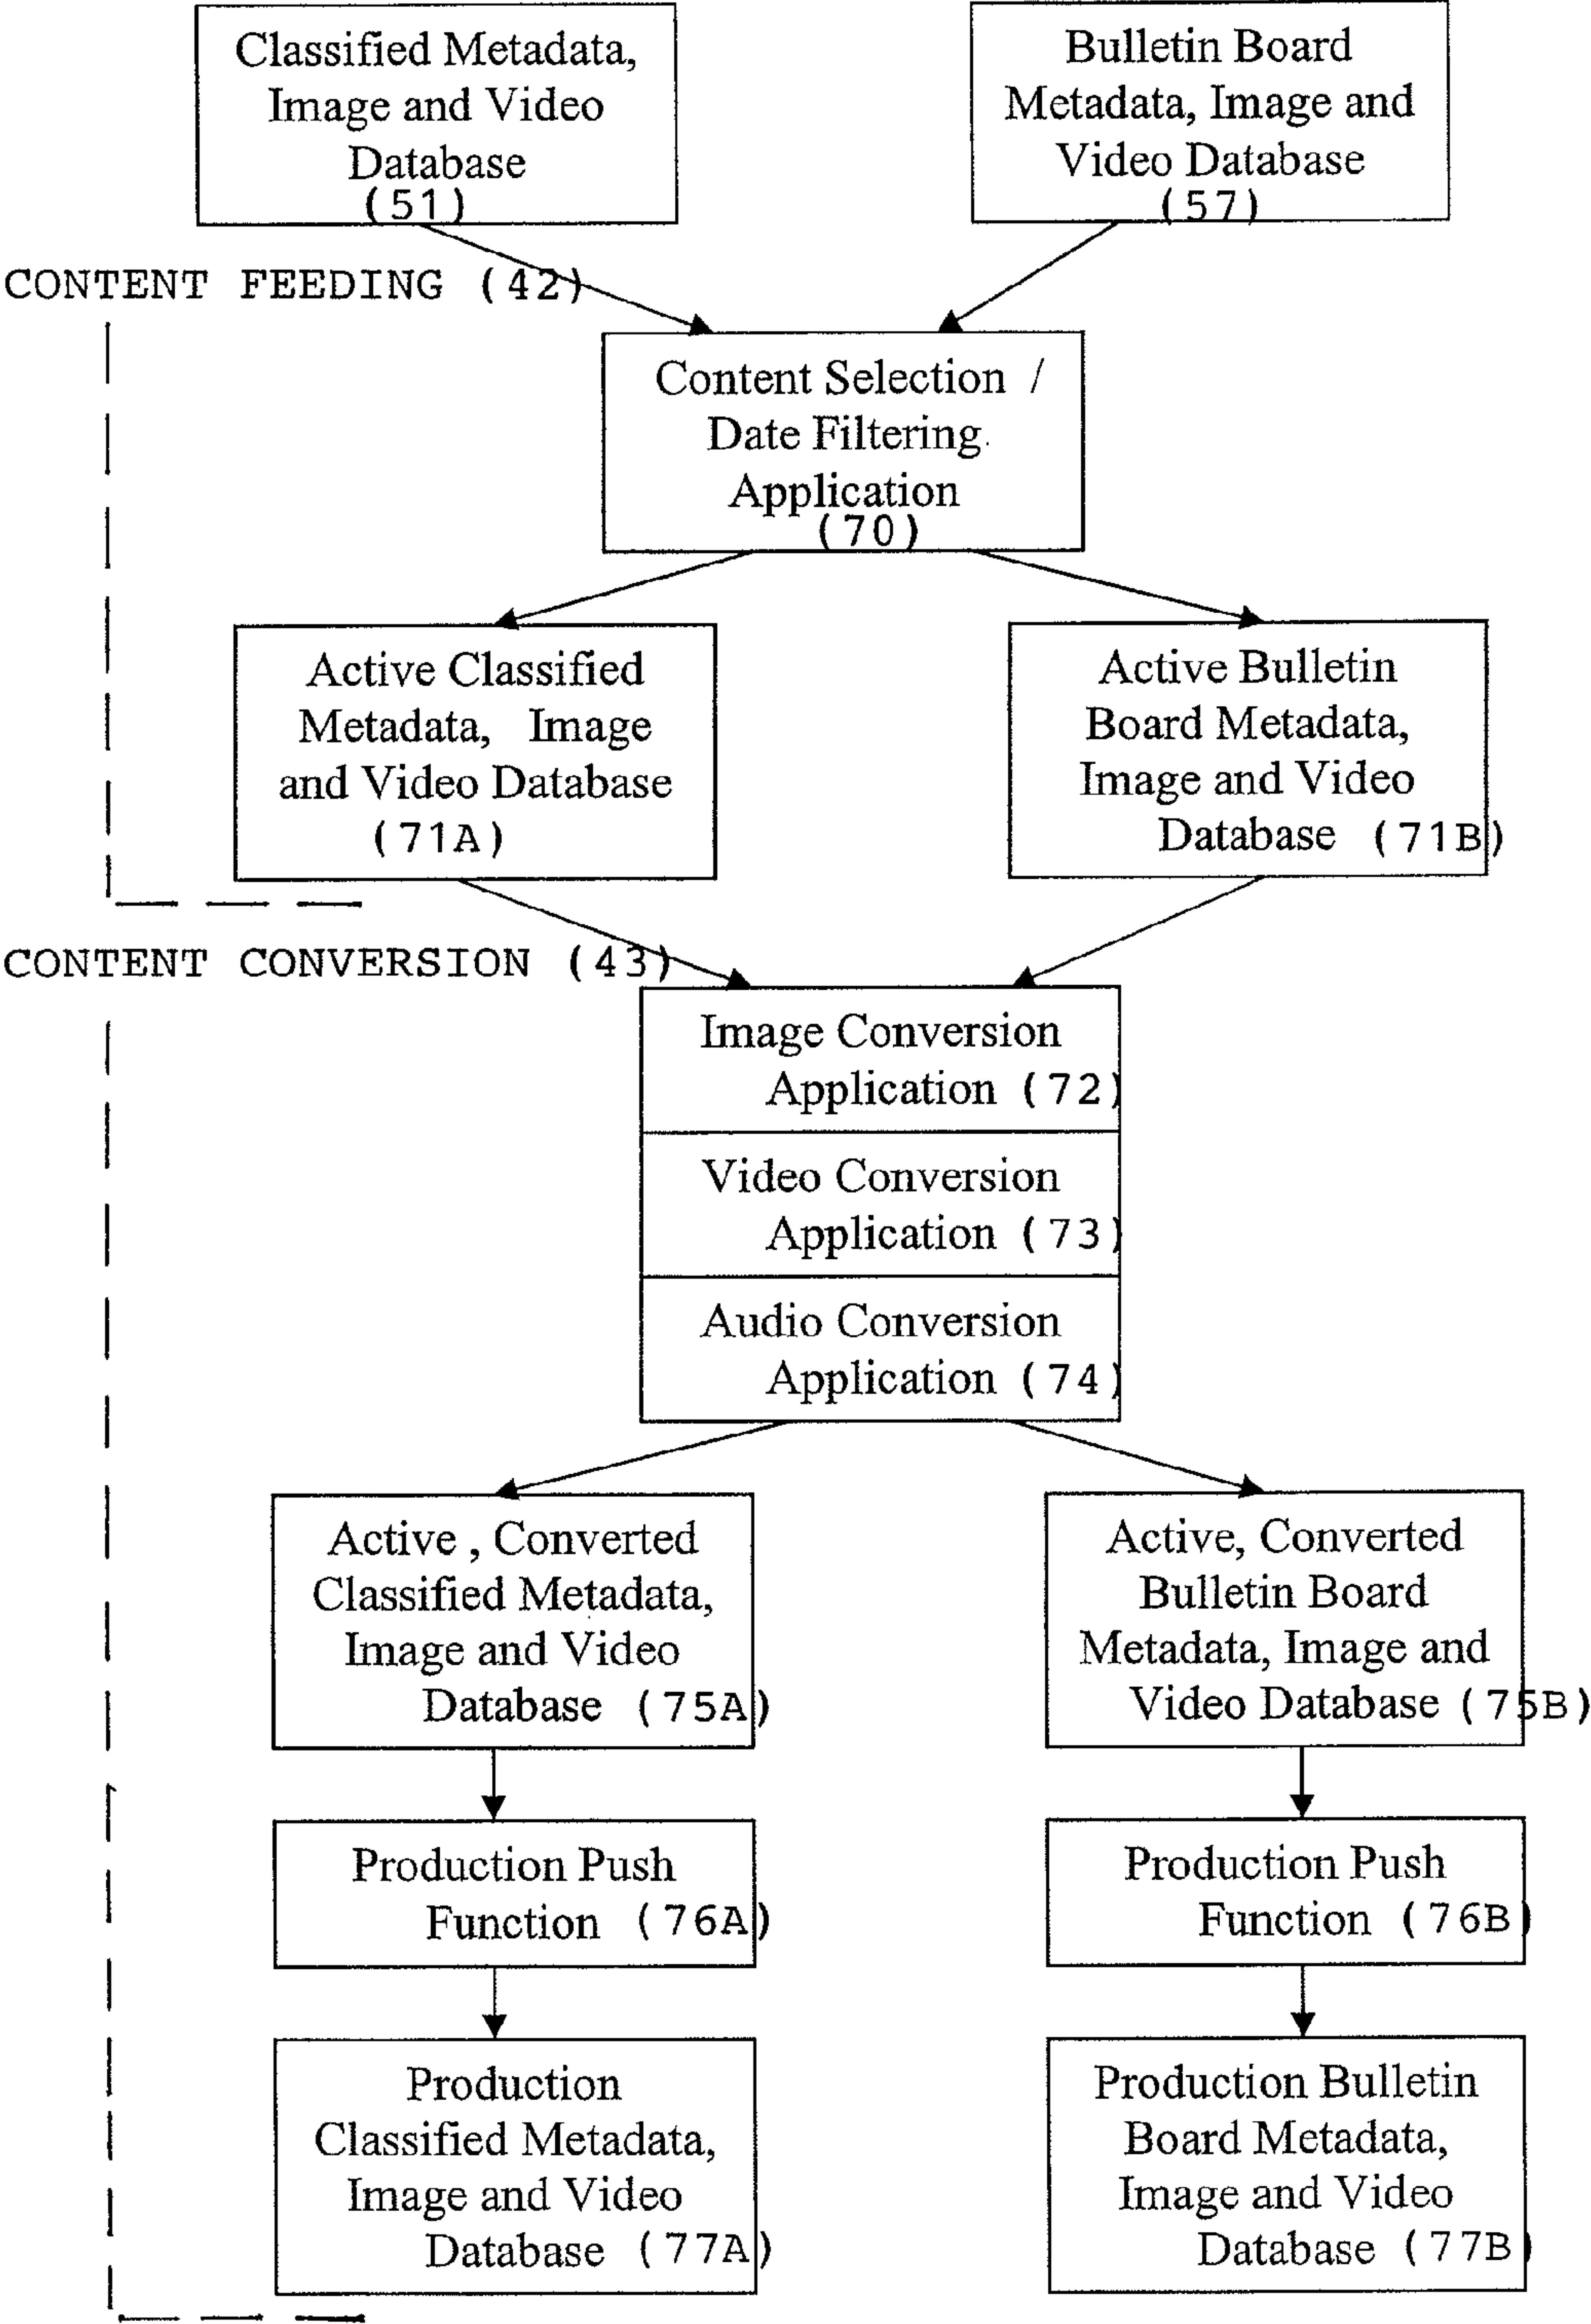 Classified Metadata,
Image and Video
Database
(51)
Bulletin Board
Metadata, Image and
Video Database
(57)
CONTENT FEEDING (42)
Content Selection /
Date Filtering
Application
(70)
Active Classified
Metadata, Image
and Video Database
(71A)
Active Bulletin
Board Metadata,
Image and Video
Database (71B)
CONTENT CONVERSION (43)
Image Conversion
Application (72)
Video Conversion
Application (73)
Audio Conversion
Application (74)
Active , Converted
Classified Metadata,
Image and Video
Database (75A)
Active, Converted
Bulletin Board
Metadata, Image and
Video Database (75B)
Production Push
Function (76A)
Production Push
Function (76B)
Production
Classified Metadata,
Image and Video
Database (77A)
Production Bulletin
Board Metadata,
Image and Video
Database (77B)